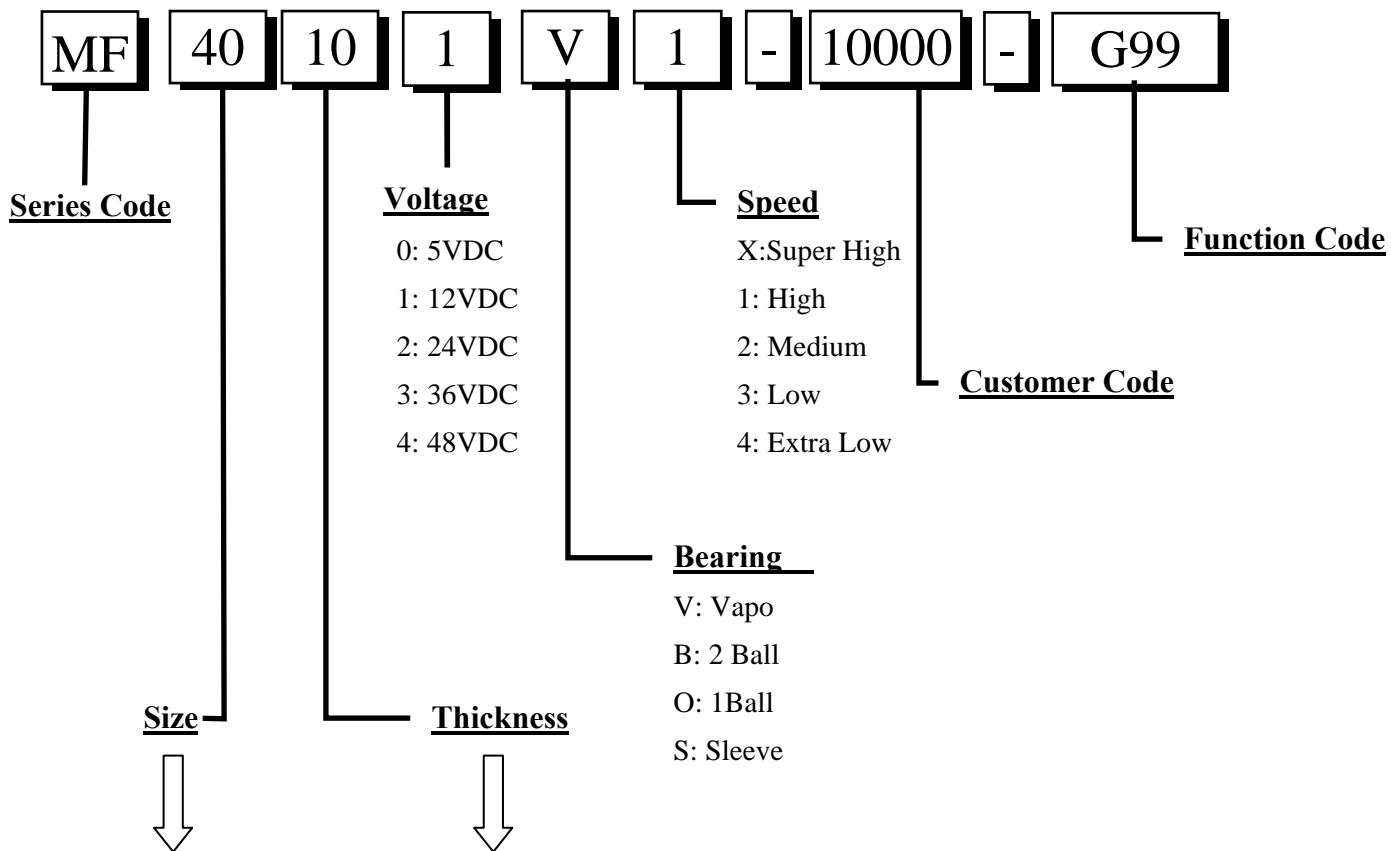 MF 40 10 1 V 1 - 10000 - G99
Series Code
Voltage
0: 5VDC
1: 12VDC
2: 24VDC
3: 36VDC
4: 48VDC
Speed
X:Super High
1: High
2: Medium
3: Low
4: Extra Low
Function Code
Customer Code
Bearing
V: Vapo
B: 2 Ball
O: 1Ball
S: Sleeve
Size
Thickness